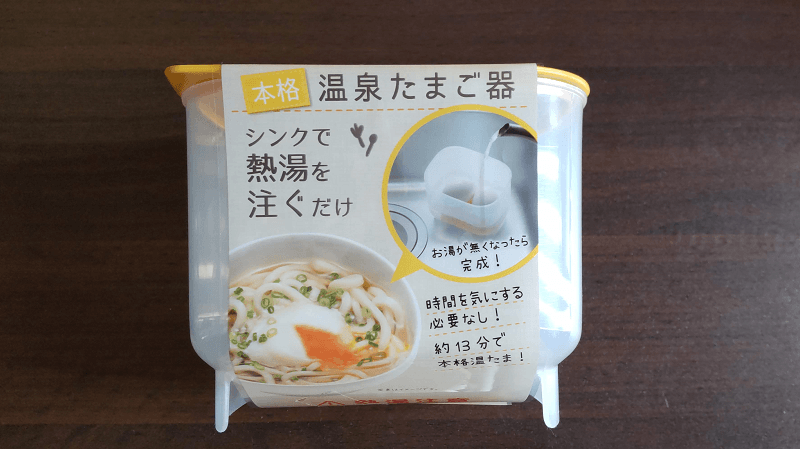 本格 温泉たまご器
シンクで
熱湯を
注ぐだけ
お湯が無くなったら
完成！
時間を気にする
必要なし！
約13分で
本格温たま！